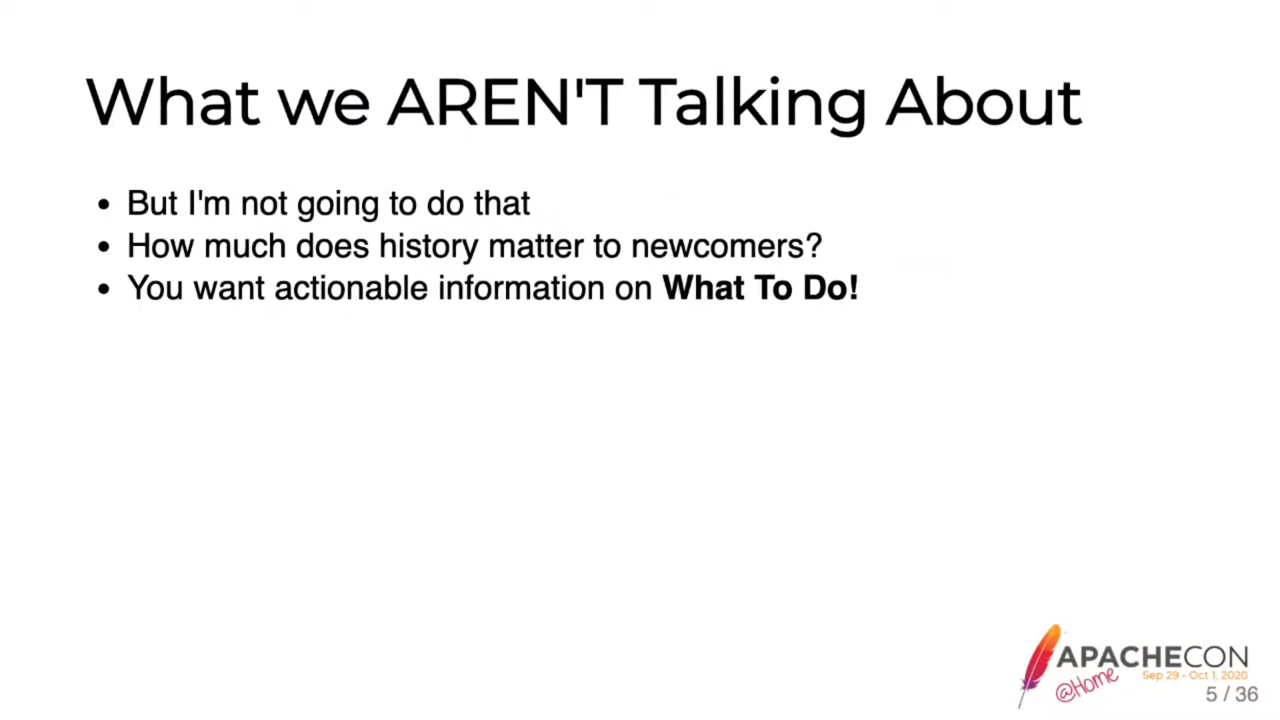 What we AREN'T Talking About
• But I'm not going to do that
• How much does history matter to newcomers?
• You want actionable information on What To Do!
APACHECON
@Home
Sep 29 - Oct 1, 2020
5 / 36